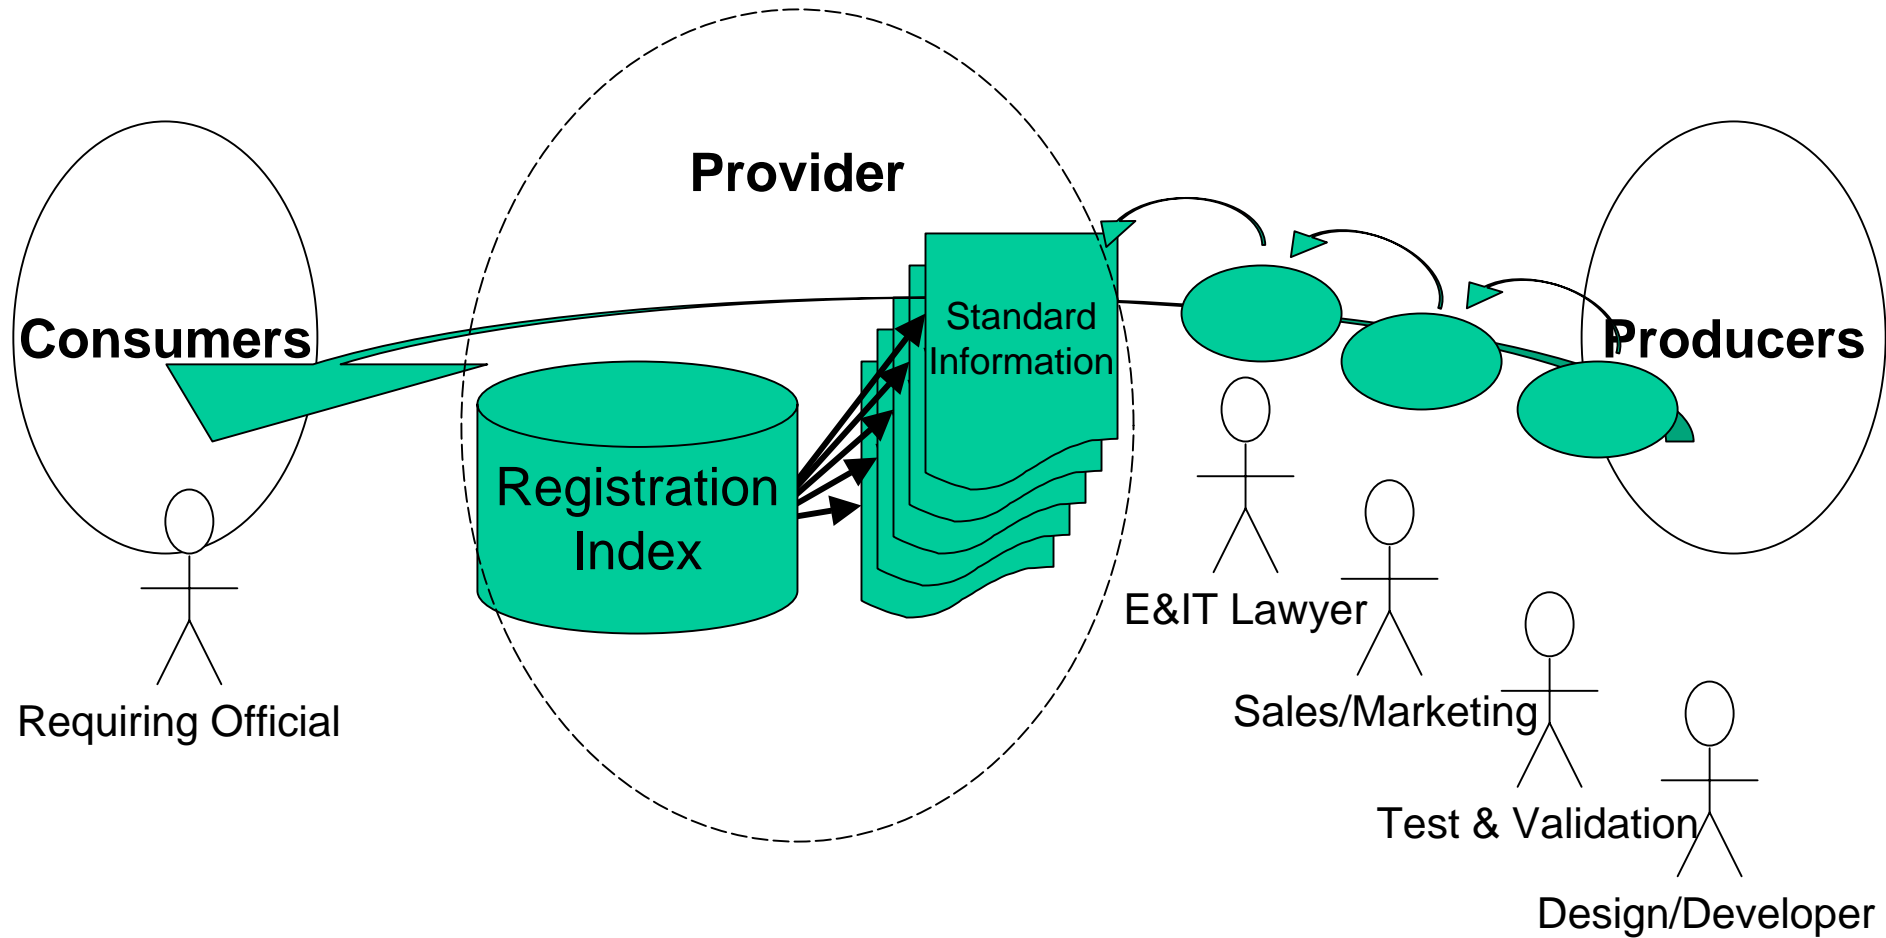 Provider
Consumers
Producers
Standard
Information
Registration
Index
E&IT Lawyer
Requiring Official
Sales/Marketing
Test & Validation
Design/Developer